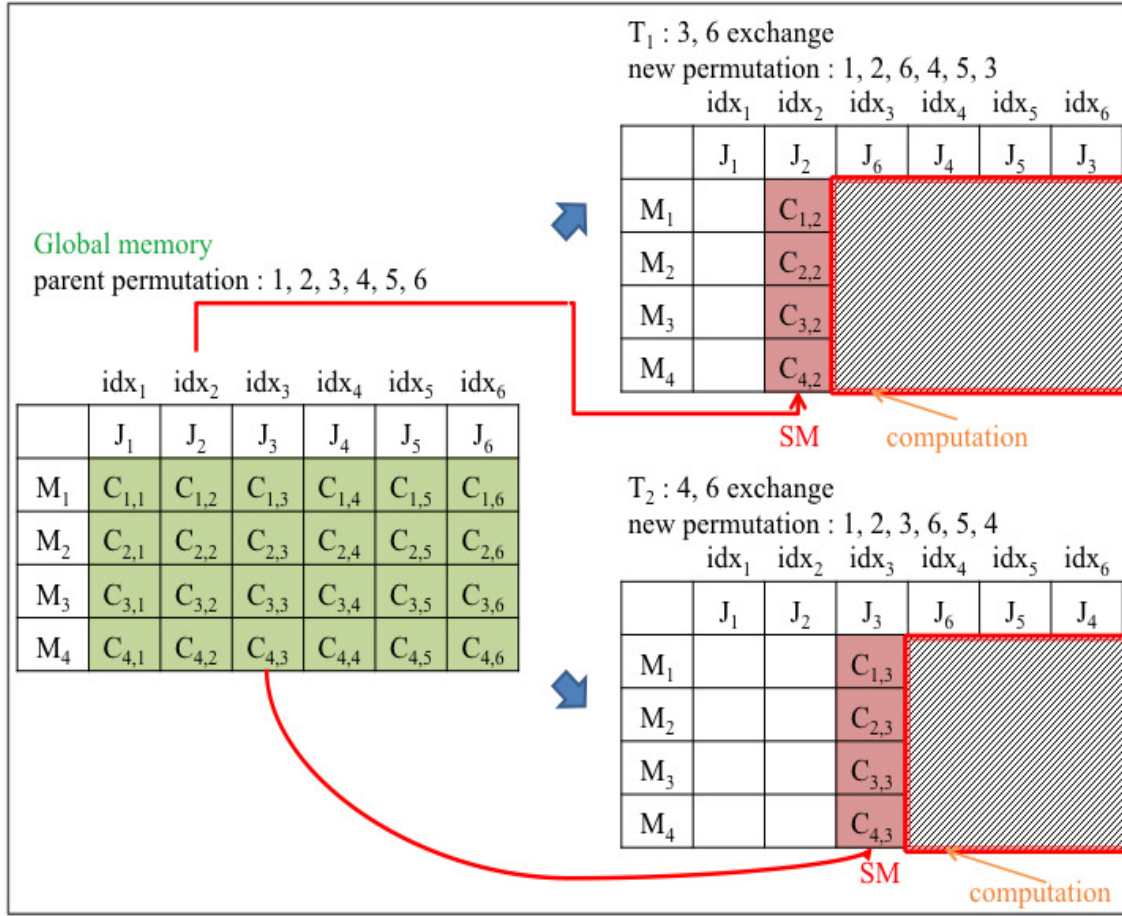 Global memory
parent permutation : 1, 2, 3, 4, 5, 6
idx₁ idx₂ idx₃ idx₄ idx₅ idx₆
J₁ J₂ J₃ J₄ J₅ J₆
M₁ C₁,₁ C₁,₂ C₁,₃ C₁,₄ C₁,₅ C₁,₆
M₂ C₂,₁ C₂,₂ C₂,₃ C₂,₄ C₂,₅ C₂,₆
M₃ C₃,₁ C₃,₂ C₃,₃ C₃,₄ C₃,₅ C₃,₆
M₄ C₄,₁ C₄,₂ C₄,₃ C₄,₄ C₄,₅ C₄,₆
T₁ : 3, 6 exchange
new permutation : 1, 2, 6, 4, 5, 3
idx₁ idx₂ idx₃ idx₄ idx₅ idx₆
J₁ J₂ J₆ J₄ J₅ J₃
M₁ C₁,₂
M₂ C₂,₂
M₃ C₃,₂
M₄ C₄,₂
SM computation
T₂ : 4, 6 exchange
new permutation : 1, 2, 3, 6, 5, 4
idx₁ idx₂ idx₃ idx₄ idx₅ idx₆
J₁ J₂ J₃ J₆ J₅ J₄
M₁ C₁,₃
M₂ C₂,₃
M₃ C₃,₃
M₄ C₄,₃
SM
computation